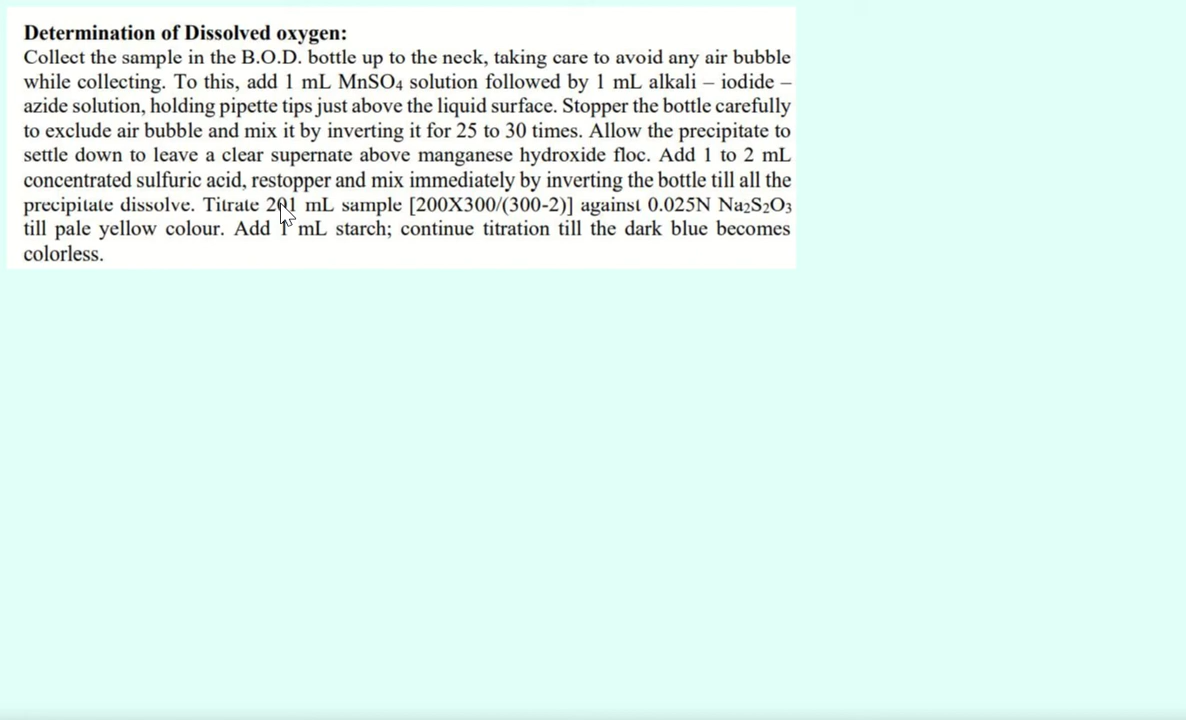 Determination of Dissolved oxygen:
Collect the sample in the B.O.D. bottle up to the neck, taking care to avoid any air bubble
while collecting. To this, add 1 mL MnSO₄ solution followed by 1 mL alkali – iodide –
azide solution, holding pipette tips just above the liquid surface. Stopper the bottle carefully
to exclude air bubble and mix it by inverting it for 25 to 30 times. Allow the precipitate to
settle down to leave a clear supernate above manganese hydroxide floc. Add 1 to 2 mL
concentrated sulfuric acid, restopper and mix immediately by inverting the bottle till all the
precipitate dissolve. Titrate 201 mL sample [200X300/(300-2)] against 0.025N Na₂S₂O₃
till pale yellow colour. Add 1 mL starch; continue titration till the dark blue becomes
colorless.